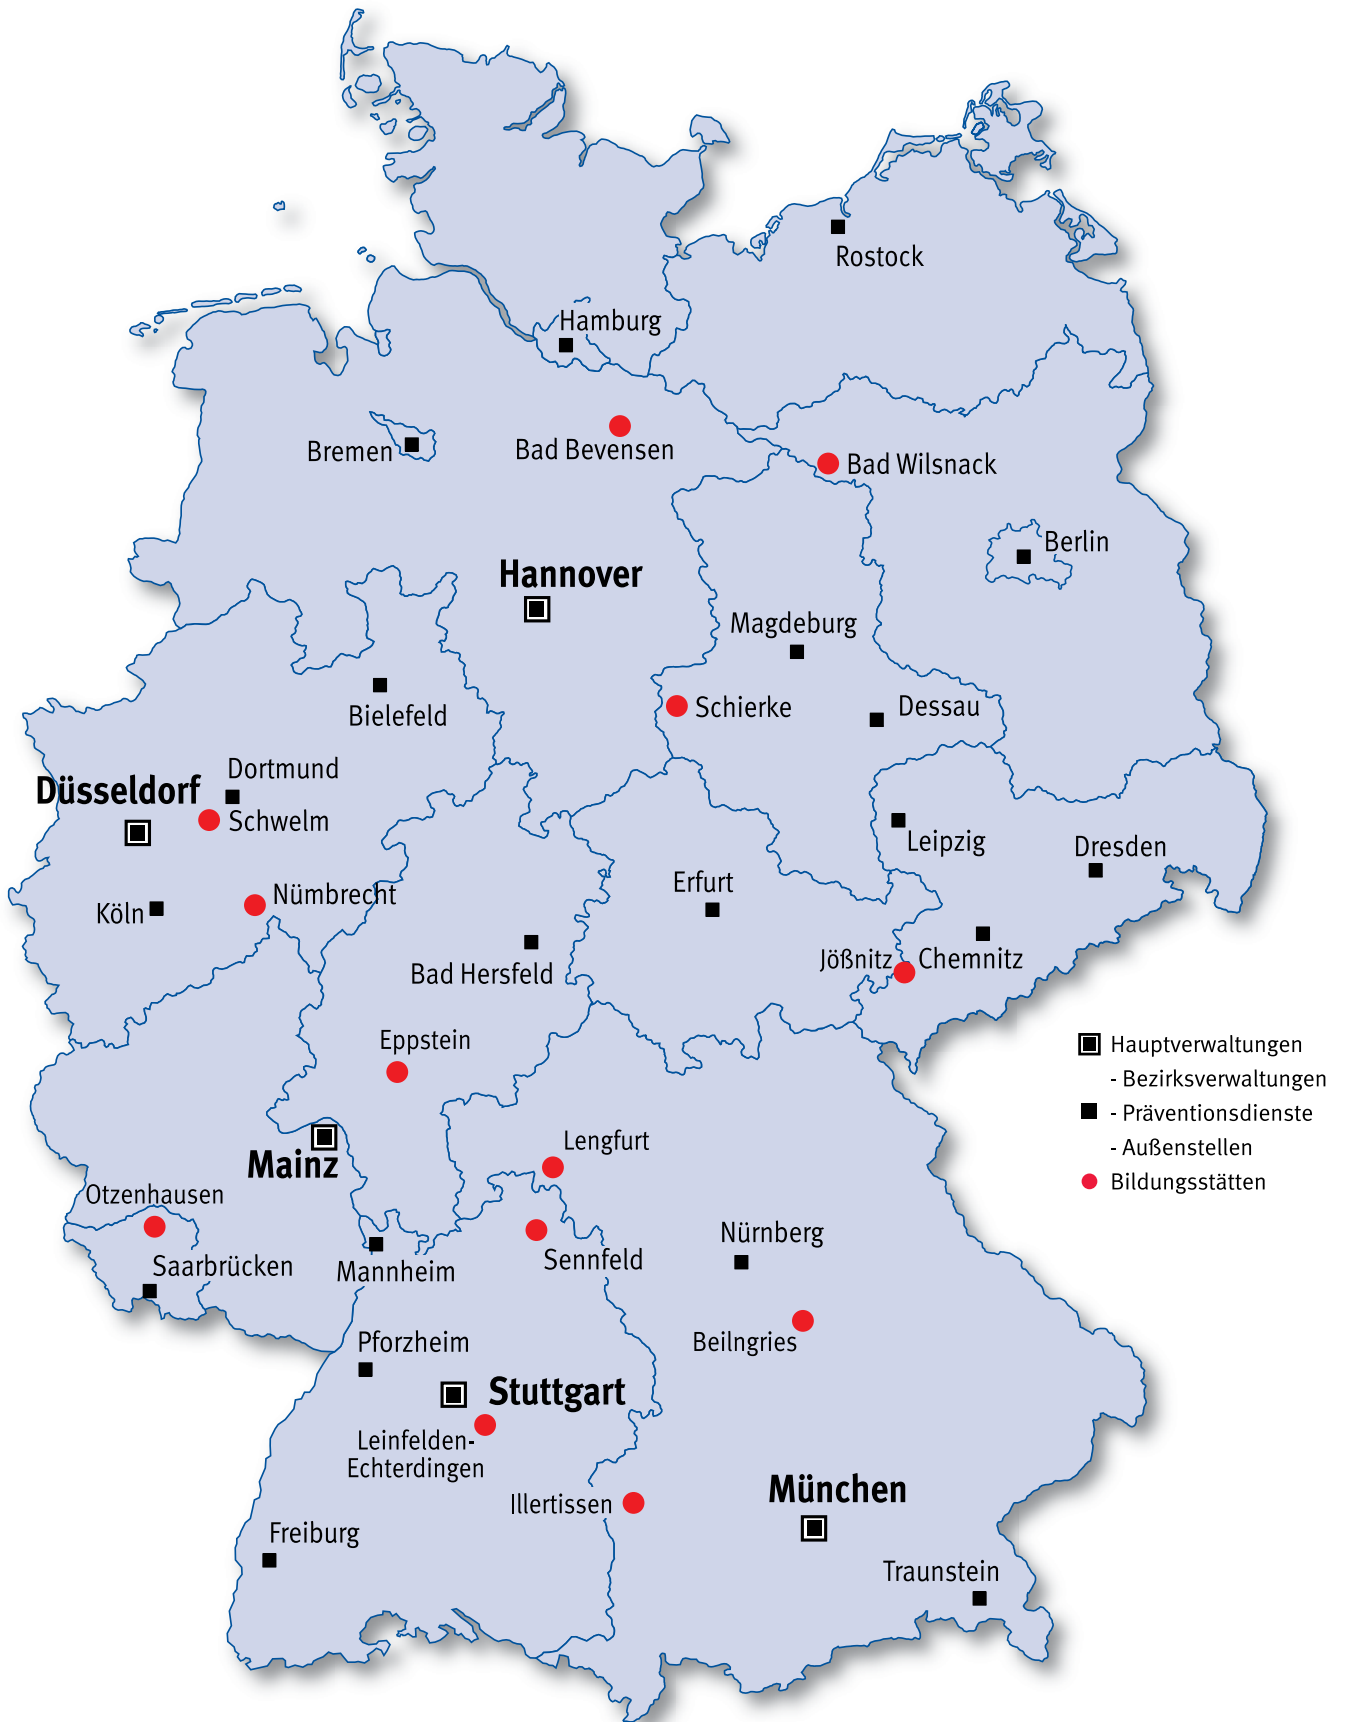 Rostock
Hamburg
Bremen
Bad Bevensen
Bad Wilsnack
Berlin
Hannover
Magdeburg
Bielefeld
Schierke
Dessau
Düsseldorf
Dortmund
Schwelm
Leipzig
Dresden
Köln
Nümbrecht
Erfurt
Bad Hersfeld
Jößnitz
Chemnitz
Eppstein
Hauptverwaltungen
- Bezirksverwaltungen
- Präventionsdienste
- Außenstellen
Bildungsstätten
Mainz
Lengfurt
Otzenhausen
Saarbrücken
Mannheim
Sennfeld
Nürnberg
Beilngries
Pforzheim
Stuttgart
Leinfelden-
Echterdingen
Illertissen
München
Freiburg
Traunstein